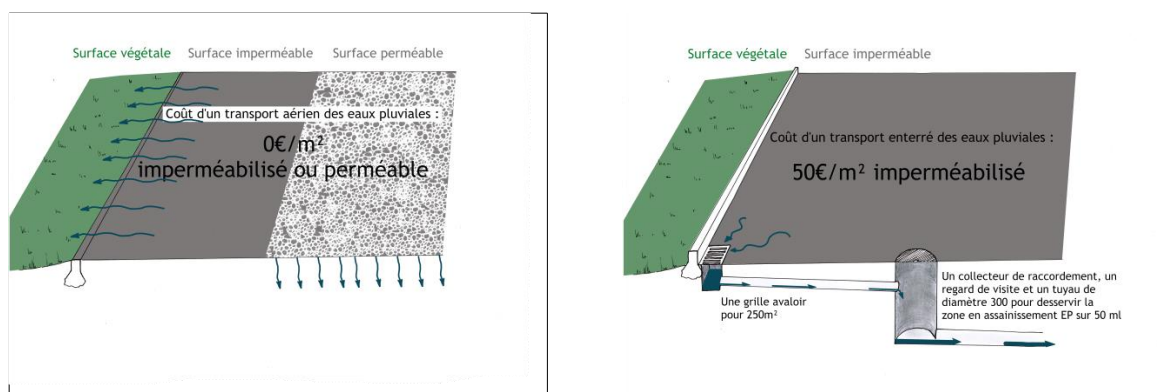 Surface végétale Surface imperméable Surface perméable
Coût d'un transport aérien des eaux pluviales :
0€/m²
imperméabilisé ou perméable
Surface végétale Surface imperméable
Coût d'un transport enterré des eaux pluviales :
50€/m² imperméabilisé
Une grille avaloir
pour 250m²
Un collecteur de raccordement, un
regard de visite et un tuyau de
diamètre 300 pour desservir la
zone en assainissement EP sur 50 ml